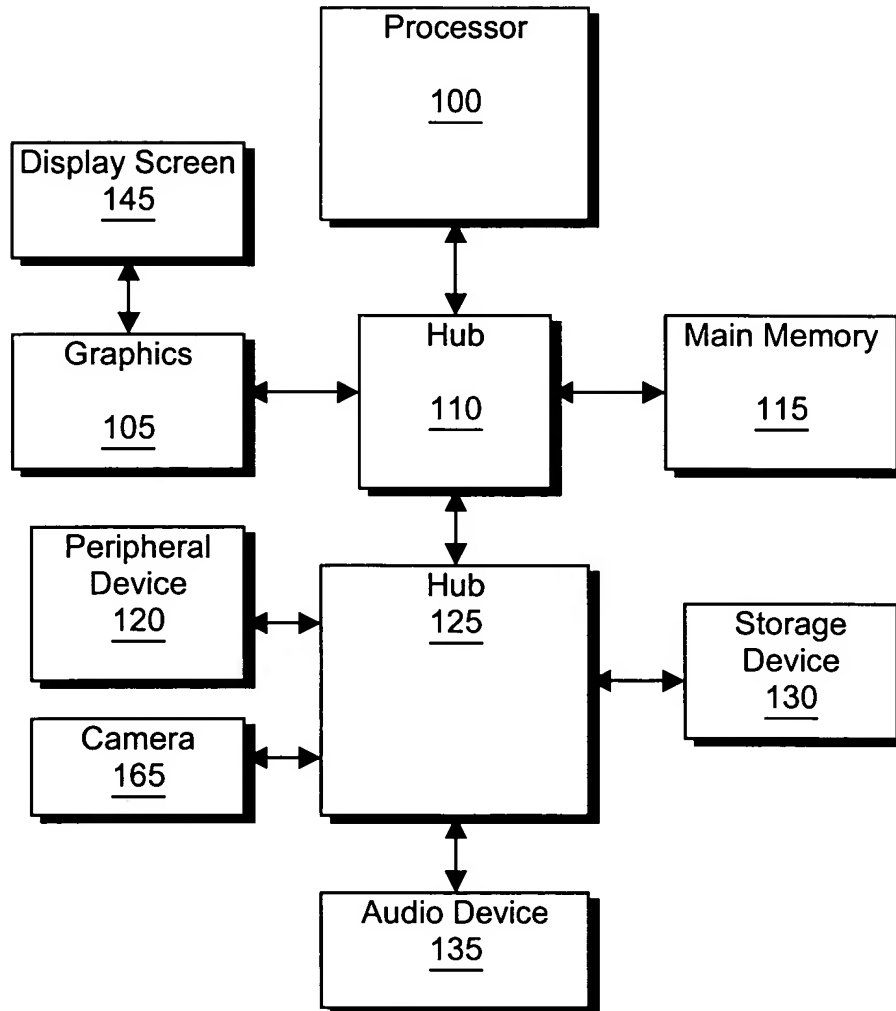 Processor
100
Display Screen
145
Graphics
105
Hub
110
Main Memory
115
Peripheral
Device
120
Hub
125
Storage
Device
130
Camera
165
Audio Device
135